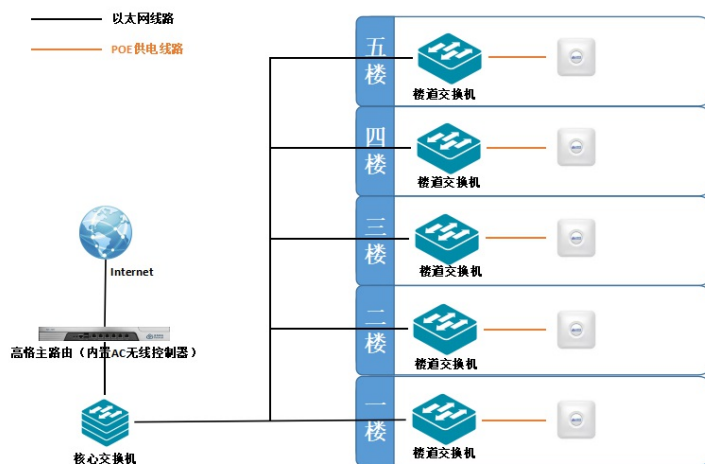 以太网线路
POE供电线路
五楼
楼道交换机
四楼
楼道交换机
三楼
楼道交换机
Internet
二楼
高恪主路由（内置AC无线控制器）
楼道交换机
一楼
核心交换机
楼道交换机